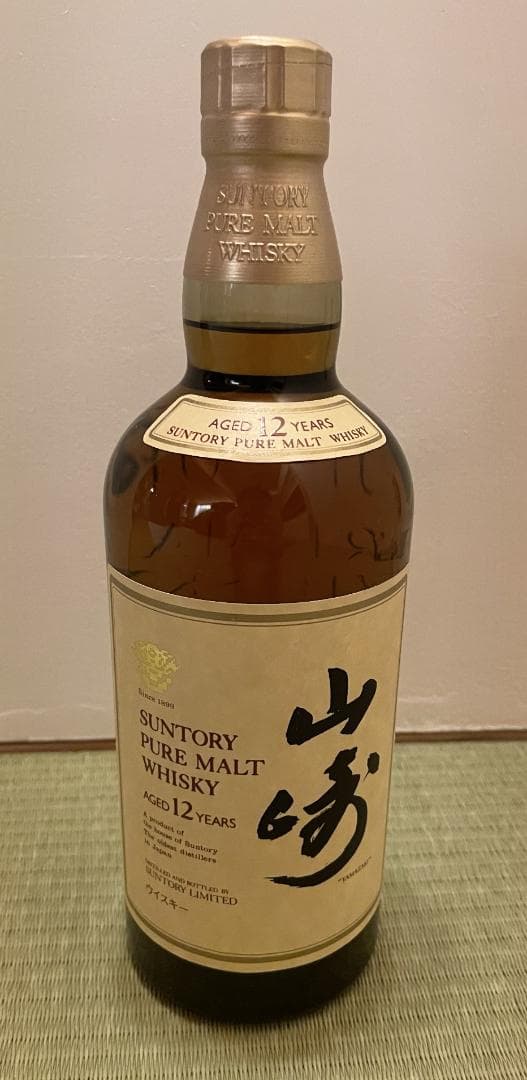 SUNTORY
PURE MALT
WHISKY
AGED 12 YEARS
SUNTORY PURE MALT WHISKY
Since 1899
SUNTORY
PURE MALT
WHISKY
AGED 12 YEARS
A product of
the house of Suntory
The oldest distillers
in Japan
DISTILLED AND BOTTLED BY
SUNTORY LIMITED
ウイスキー
山崎
"YAMAZAKI"